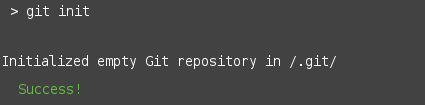 > git init
Initialized empty Git repository in /.git/
Success!